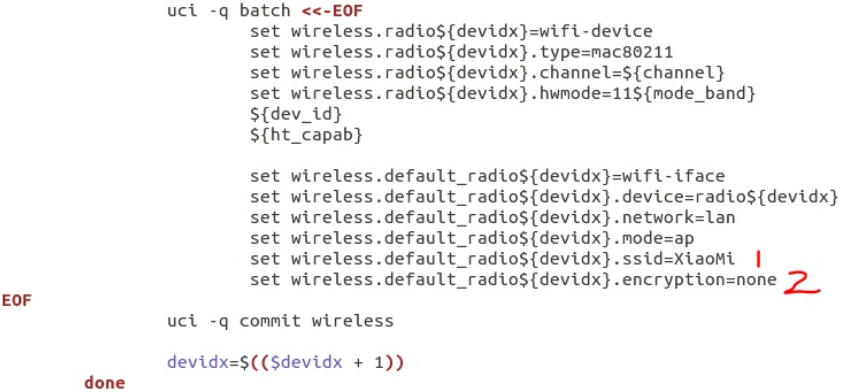 uci -q batch <<-EOF
set wireless.radio${devidx}=wifi-device
set wireless.radio${devidx}.type=mac80211
set wireless.radio${devidx}.channel=${channel}
set wireless.radio${devidx}.hwmode=11${mode_band}
${dev_id}
${ht_capab}
set wireless.default_radio${devidx}=wifi-iface
set wireless.default_radio${devidx}.device=radio${devidx}
set wireless.default_radio${devidx}.network=lan
set wireless.default_radio${devidx}.mode=ap
set wireless.default_radio${devidx}.ssid=XiaoMi 1
set wireless.default_radio${devidx}.encryption=none 2
EOF
uci -q commit wireless
devidx=$(($devidx + 1))
done